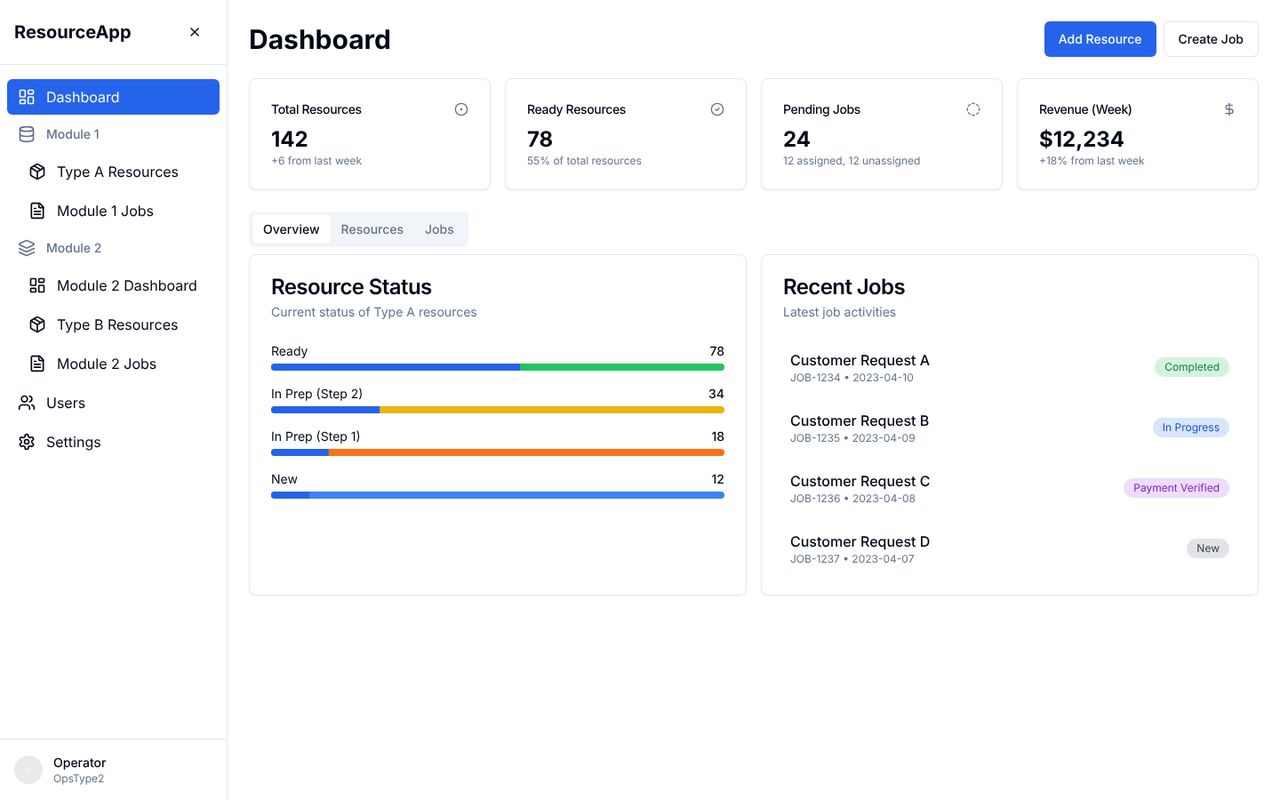 ResourceApp
Dashboard
Module 1
Type A Resources
Module 1 Jobs
Module 2
Module 2 Dashboard
Type B Resources
Module 2 Jobs
Users
Settings
Operator
OpsType2
Dashboard
Add Resource
Create Job
Total Resources
142
+6 from last week
Ready Resources
78
55% of total resources
Pending Jobs
24
12 assigned, 12 unassigned
Revenue (Week)
$12,234
+18% from last week
Overview
Resources
Jobs
Resource Status
Current status of Type A resources
Ready 78
In Prep (Step 2) 34
In Prep (Step 1) 18
New 12
Recent Jobs
Latest job activities
Customer Request A
JOB-1234 • 2023-04-10
Completed
Customer Request B
JOB-1235 • 2023-04-09
In Progress
Customer Request C
JOB-1236 • 2023-04-08
Payment Verified
Customer Request D
JOB-1237 • 2023-04-07
New